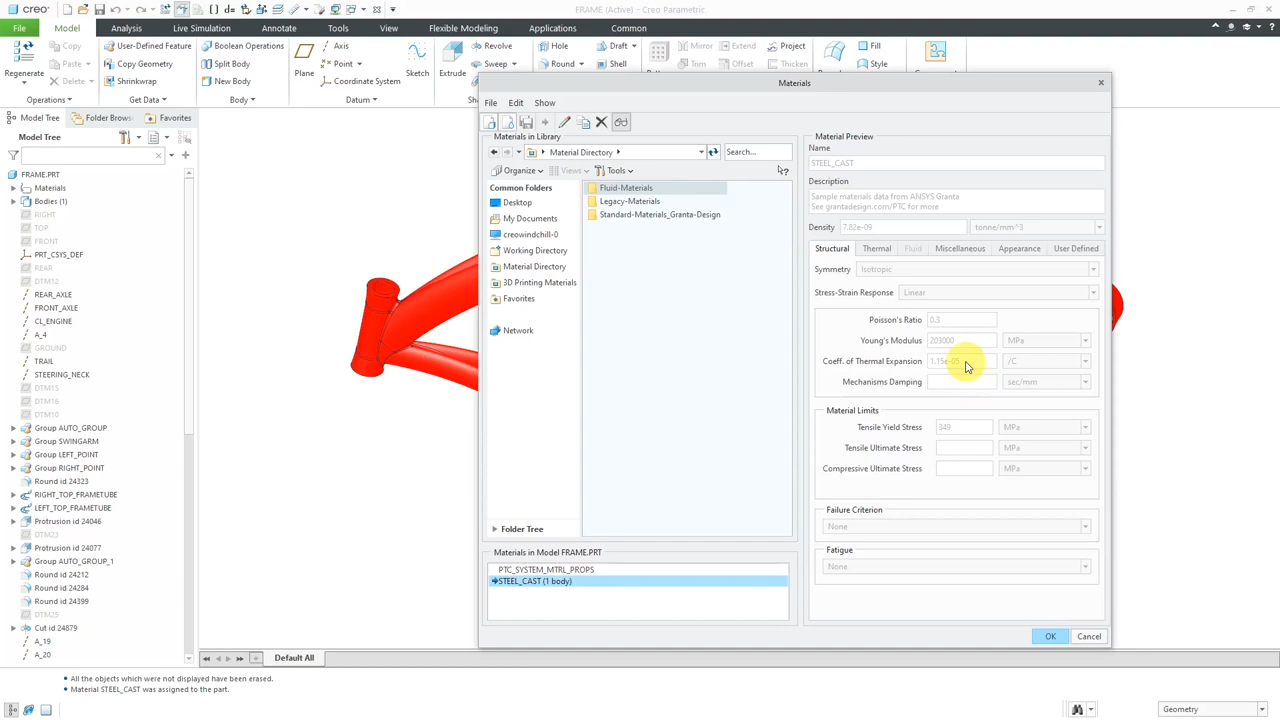 creo
FRAME (Active) - Creo Parametric
File Model Analysis Live Simulation Annotate Tools View Flexible Modeling Applications Common
Regenerate
Copy
Paste
Delete
Operations
User-Defined Feature
Copy Geometry
Shrinkwrap
Get Data
Boolean Operations
Split Body
New Body
Body
Plane
Axis
Point
Coordinate System
Sketch
Datum
Extrude
Revolve
Sweep
Hole
Round
Draft
Shell
Mirror
Trim
Extend
Offset
Project
Fill
Style
Model Tree
Folder Brows
Favorites
Model Tree
FRAME.PRT
Materials
Bodies (1)
RIGHT
TOP
FRONT
PRT_CSYS_DEF
REAR
DTM12
REAR_AXLE
FRONT_AXLE
CL_ENGINE
A_4
GROUND
TRAIL
STEERING_NECK
DTM15
DTM16
DTM10
Group AUTO_GROUP
Group SWINGARM
Group LEFT_POINT
Group RIGHT_POINT
Round id 24323
RIGHT_TOP_FRAMETUBE
LEFT_TOP_FRAMETUBE
Protrusion id 24046
DTM23
Protrusion id 24077
Group AUTO_GROUP_1
Round id 24212
Round id 24284
Round id 24399
DTM25
Cut id 24879
A_19
A_20
Materials
File Edit Show
Materials in Library
Material Directory
Search...
Organize Views Tools
Common Folders
Desktop
My Documents
creowindchill-0
Working Directory
Material Directory
3D Printing Materials
Favorites
Network
Folder Tree
Fluid-Materials
Legacy-Materials
Standard-Materials_Granta-Design
Materials in Model FRAME.PRT
PTC_SYSTEM_MTRL_PROPS
STEEL_CAST (1 body)
Material Preview
Name
STEEL_CAST
Description
Sample materials data from ANSYS Granta
See grantadesign.com/PTC for more
Density 7.82e-09 tonne/mm^3
Structural Thermal Fluid Miscellaneous Appearance User Defined
Symmetry Isotropic
Stress-Strain Response Linear
Poisson's Ratio 0.3
Young's Modulus 203000 MPa
Coeff. of Thermal Expansion 1.15e-05 /C
Mechanisms Damping sec/mm
Material Limits
Tensile Yield Stress 349 MPa
Tensile Ultimate Stress MPa
Compressive Ultimate Stress MPa
Failure Criterion
None
Fatigue
None
OK Cancel
Default All
All the objects which were not displayed have been erased.
Material STEEL_CAST was assigned to the part.
Geometry